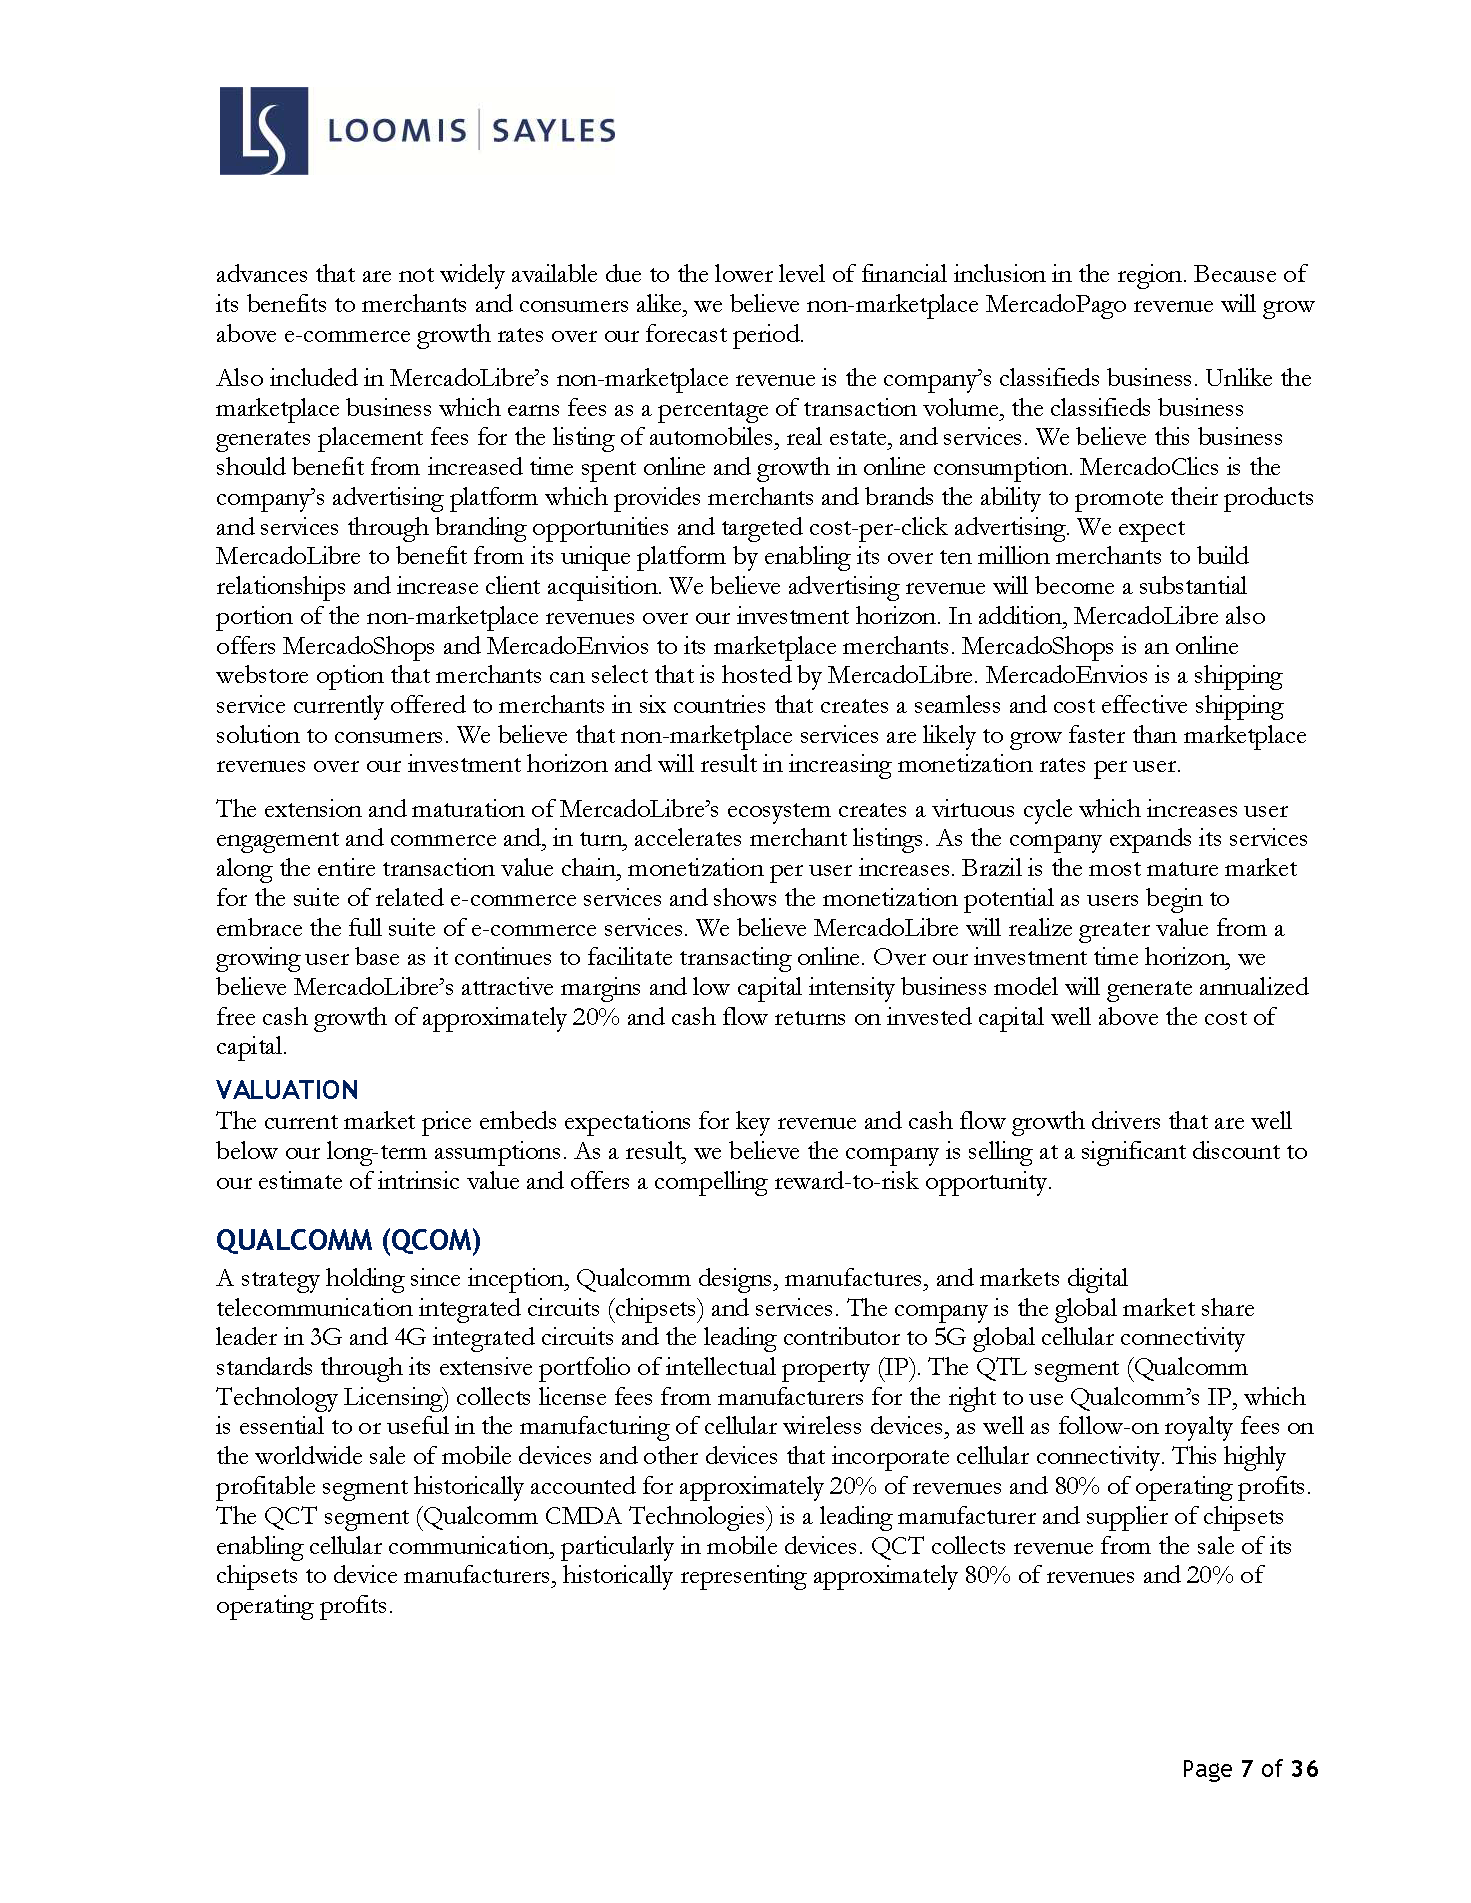 LS LOOMIS | SAYLES
advances that are not widely available due to the lower level of financial inclusion in the region. Because of
its benefits to merchants and consumers alike, we believe non-marketplace MercadoPago revenue will grow
above e-commerce growth rates over our forecast period.
Also included in MercadoLibre’s non-marketplace revenue is the company’s classifieds business. Unlike the
marketplace business which earns fees as a percentage of transaction volume, the classifieds business
generates placement fees for the listing of automobiles, real estate, and services. We believe this business
should benefit from increased time spent online and growth in online consumption. MercadoClics is the
company’s advertising platform which provides merchants and brands the ability to promote their products
and services through branding opportunities and targeted cost-per-click advertising. We expect
MercadoLibre to benefit from its unique platform by enabling its over ten million merchants to build
relationships and increase client acquisition. We believe advertising revenue will become a substantial
portion of the non-marketplace revenues over our investment horizon. In addition, MercadoLibre also
offers MercadoShops and MercadoEnvios to its marketplace merchants. MercadoShops is an online
webstore option that merchants can select that is hosted by MercadoLibre. MercadoEnvios is a shipping
service currently offered to merchants in six countries that creates a seamless and cost effective shipping
solution to consumers. We believe that non-marketplace services are likely to grow faster than marketplace
revenues over our investment horizon and will result in increasing monetization rates per user.
The extension and maturation of MercadoLibre’s ecosystem creates a virtuous cycle which increases user
engagement and commerce and, in turn, accelerates merchant listings. As the company expands its services
along the entire transaction value chain, monetization per user increases. Brazil is the most mature market
for the suite of related e-commerce services and shows the monetization potential as users begin to
embrace the full suite of e-commerce services. We believe MercadoLibre will realize greater value from a
growing user base as it continues to facilitate transacting online. Over our investment time horizon, we
believe MercadoLibre’s attractive margins and low capital intensity business model will generate annualized
free cash growth of approximately 20% and cash flow returns on invested capital well above the cost of
capital.
VALUATION
The current market price embeds expectations for key revenue and cash flow growth drivers that are well
below our long-term assumptions. As a result, we believe the company is selling at a significant discount to
our estimate of intrinsic value and offers a compelling reward-to-risk opportunity.
QUALCOMM (QCOM)
A strategy holding since inception, Qualcomm designs, manufactures, and markets digital
telecommunication integrated circuits (chipsets) and services. The company is the global market share
leader in 3G and 4G integrated circuits and the leading contributor to 5G global cellular connectivity
standards through its extensive portfolio of intellectual property (IP). The QTL segment (Qualcomm
Technology Licensing) collects license fees from manufacturers for the right to use Qualcomm’s IP, which
is essential to or useful in the manufacturing of cellular wireless devices, as well as follow-on royalty fees on
the worldwide sale of mobile devices and other devices that incorporate cellular connectivity. This highly
profitable segment historically accounted for approximately 20% of revenues and 80% of operating profits.
The QCT segment (Qualcomm CMDA Technologies) is a leading manufacturer and supplier of chipsets
enabling cellular communication, particularly in mobile devices. QCT collects revenue from the sale of its
chipsets to device manufacturers, historically representing approximately 80% of revenues and 20% of
operating profits.
Page 7 of 36